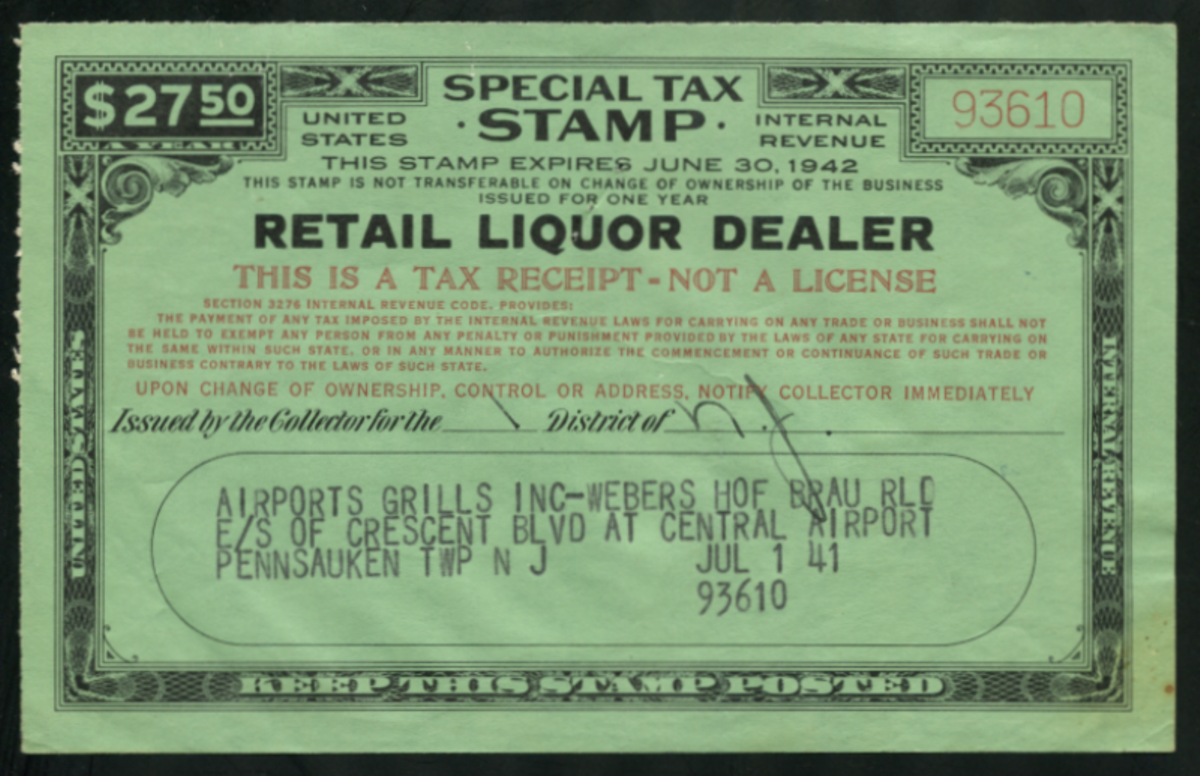 $27 50
A YEAR
UNITED STATES
SPECIAL TAX
· STAMP ·
INTERNAL REVENUE
93610
THIS STAMP EXPIRES JUNE 30, 1942
THIS STAMP IS NOT TRANSFERABLE ON CHANGE OF OWNERSHIP OF THE BUSINESS
ISSUED FOR ONE YEAR
RETAIL LIQUOR DEALER
THIS IS A TAX RECEIPT - NOT A LICENSE
SECTION 3276 INTERNAL REVENUE CODE. PROVIDES:
THE PAYMENT OF ANY TAX IMPOSED BY THE INTERNAL REVENUE LAWS FOR CARRYING ON ANY TRADE OR BUSINESS SHALL NOT
BE HELD TO EXEMPT ANY PERSON FROM ANY PENALTY OR PUNISHMENT PROVIDED BY THE LAWS OF ANY STATE FOR CARRYING ON
THE SAME WITHIN SUCH STATE, OR IN ANY MANNER TO AUTHORIZE THE COMMENCEMENT OR CONTINUANCE OF SUCH TRADE OR
BUSINESS CONTRARY TO THE LAWS OF SUCH STATE.
UPON CHANGE OF OWNERSHIP, CONTROL OR ADDRESS, NOTIFY COLLECTOR IMMEDIATELY
Issued by the Collector for the 1 District of n.j.
AIRPORTS GRILLS INC-WEBERS HOF BRAU RLD
E/S OF CRESCENT BLVD AT CENTRAL AIRPORT
PENNSAUKEN TWP N J JUL 1 41
93610
UNITED STATES
INTERNAL REVENUE
KEEP THIS STAMP POSTED